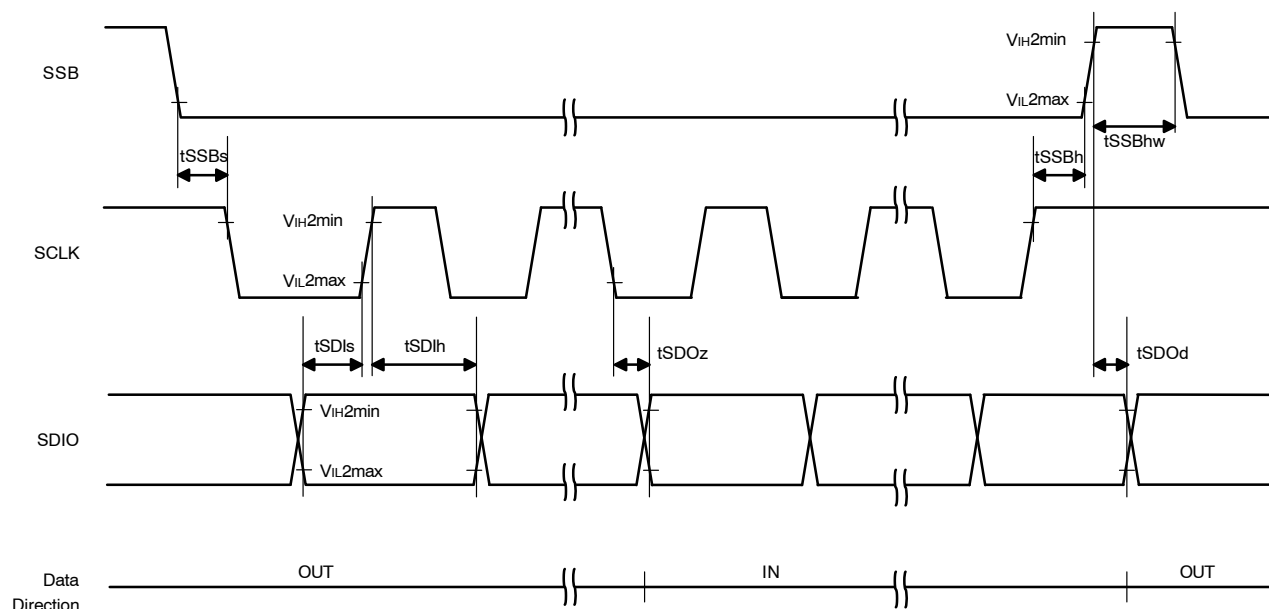 SSB
VIH2min
VIL2max
tSSBhw
tSSBs
tSSBh
SCLK
VIH2min
VIL2max
tSDIs
tSDIh
tSDOz
tSDOd
SDIO
VIH2min
VIL2max
Data
Direction
OUT
IN
OUT